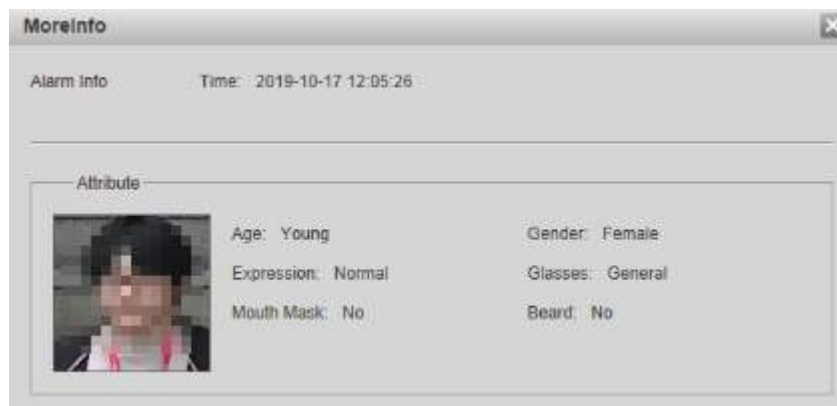 MoreInfo
Alarm Info Time: 2019-10-17 12:05:26
Attribute
Age: Young Gender: Female
Expression: Normal Glasses: General
Mouth Mask: No Beard: No